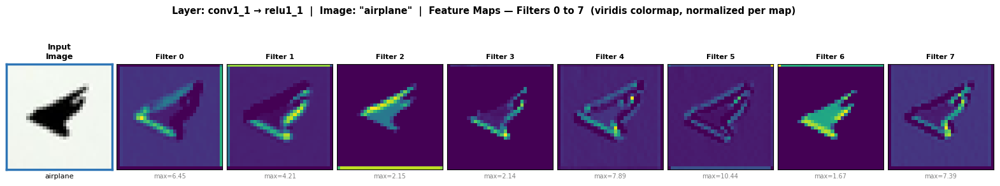 Layer: conv1_1 → relu1_1  |  Image: "airplane"  |  Feature Maps — Filters 0 to 7  (viridis colormap, normalized per map)
Input
Image
Filter 0
Filter 1
Filter 2
Filter 3
Filter 4
Filter 5
Filter 6
Filter 7
airplane
max=6.45
max=4.21
max=2.15
max=2.14
max=7.89
max=10.44
max=1.67
max=7.39